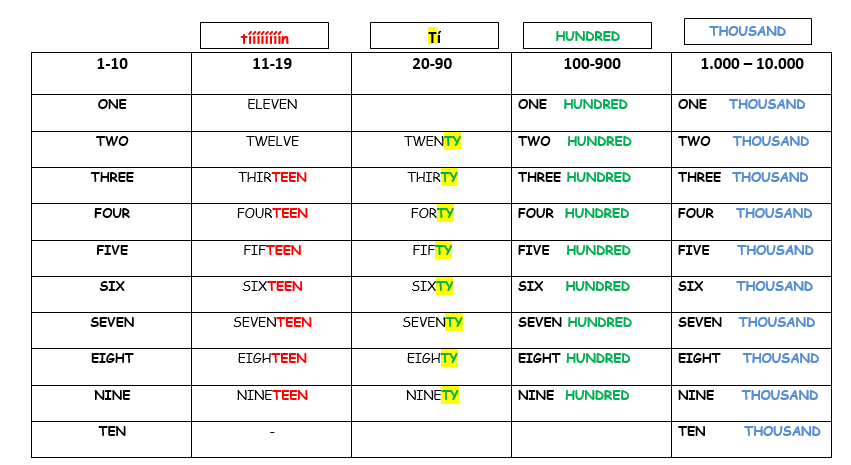 tííííííííín Tí HUNDRED THOUSAND
1-10 11-19 20-90 100-900 1.000 – 10.000
ONE ELEVEN ONE HUNDRED ONE THOUSAND
TWO TWELVE TWENTY TWO HUNDRED TWO THOUSAND
THREE THIRTEEN THIRTY THREE HUNDRED THREE THOUSAND
FOUR FOURTEEN FORTY FOUR HUNDRED FOUR THOUSAND
FIVE FIFTEEN FIFTY FIVE HUNDRED FIVE THOUSAND
SIX SIXTEEN SIXTY SIX HUNDRED SIX THOUSAND
SEVEN SEVENTEEN SEVENTY SEVEN HUNDRED SEVEN THOUSAND
EIGHT EIGHTEEN EIGHTY EIGHT HUNDRED EIGHT THOUSAND
NINE NINETEEN NINETY NINE HUNDRED NINE THOUSAND
TEN - TEN THOUSAND